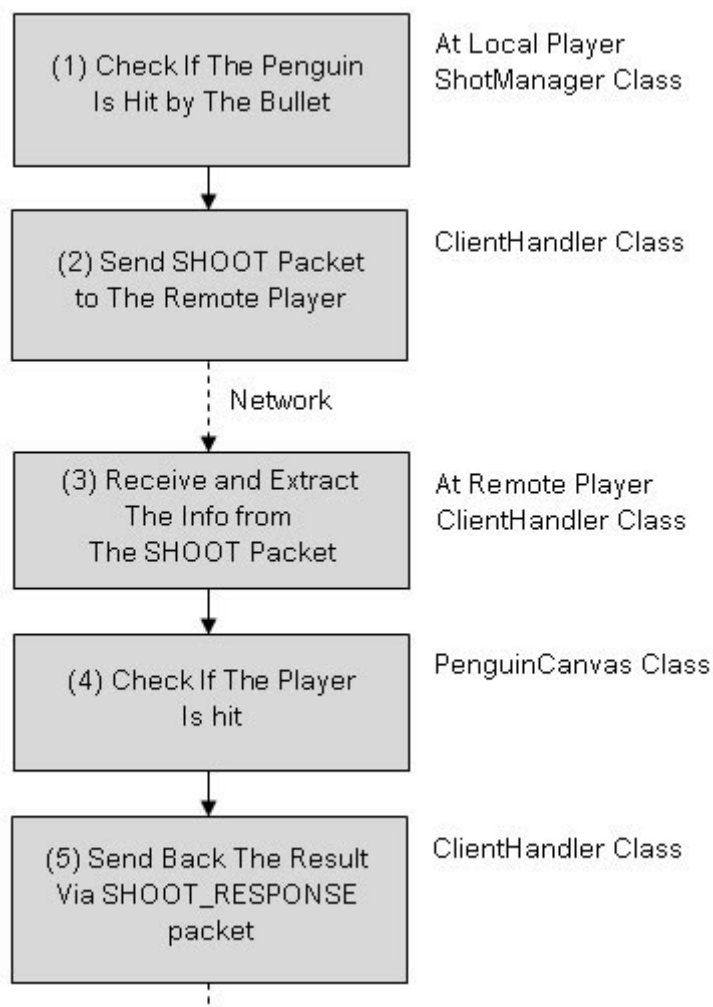 (1) Check If The Penguin
Is Hit by The Bullet
At Local Player
ShotManager Class
(2) Send SHOOT Packet
to The Remote Player
ClientHandler Class
Network
(3) Receive and Extract
The Info from
The SHOOT Packet
At Remote Player
ClientHandler Class
(4) Check If The Player
Is hit
PenguinCanvas Class
(5) Send Back The Result
Via SHOOT_RESPONSE
packet
ClientHandler Class